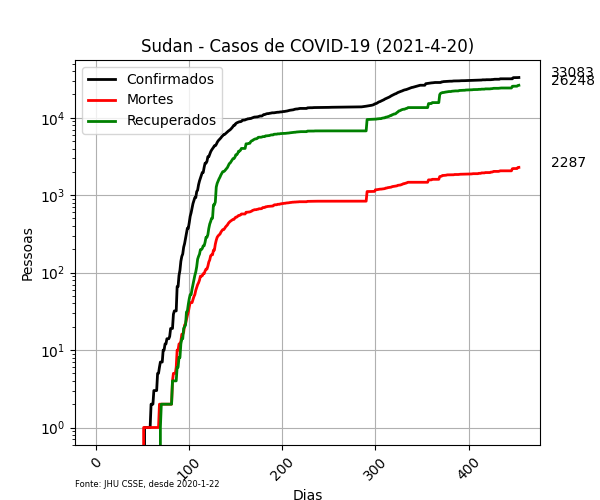 Sudan - Casos de COVID-19 (2021-4-20)
33083
26248
2287
Confirmados
Mortes
Recuperados
Pessoas
10^4
10^3
10^2
10^1
10^0
0 100 200 300 400
Dias
Fonte: JHU CSSE, desde 2020-1-22